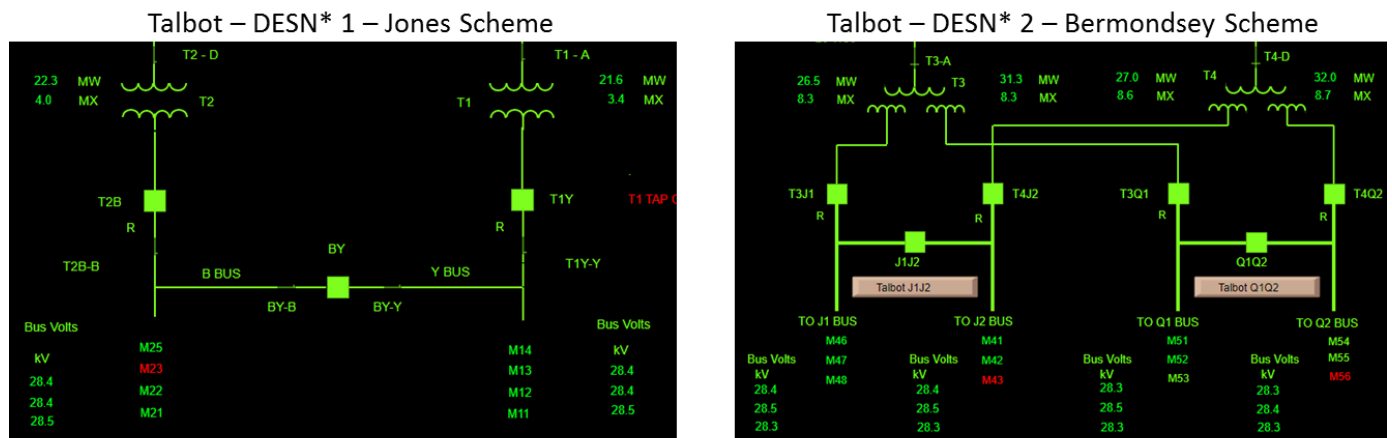 Talbot – DESN* 1 – Jones Scheme
T2 - D
T1 - A
22.3 MW
4.0 MX
T2
T1
21.6 MW
3.4 MX
T2B
R
T1Y
R
T1 TAP
T2B-B
BY
T1Y-Y
B BUS
Y BUS
BY-B
BY-Y
Bus Volts
kV
28.4
28.4
28.5
M25
M23
M22
M21
M14
M13
M12
M11
Bus Volts
kV
28.4
28.4
28.5
Talbot – DESN* 2 – Bermondsey Scheme
T3-A
T4-D
26.5 MW
8.3 MX
T3
31.3 MW
8.3 MX
27.0 MW
8.6 MX
T4
32.0 MW
8.7 MX
T3J1
R
T4J2
R
T3Q1
R
T4Q2
R
J1J2
Q1Q2
Talbot J1J2
Talbot Q1Q2
TO J1 BUS
TO J2 BUS
TO Q1 BUS
TO Q2 BUS
M46
M47
M48
M41
M42
M43
M51
M52
M53
M54
M55
M56
Bus Volts
kV
28.4
28.5
28.3
Bus Volts
kV
28.4
28.5
28.3
Bus Volts
kV
28.3
28.5
28.3
Bus Volts
kV
28.3
28.4
28.3